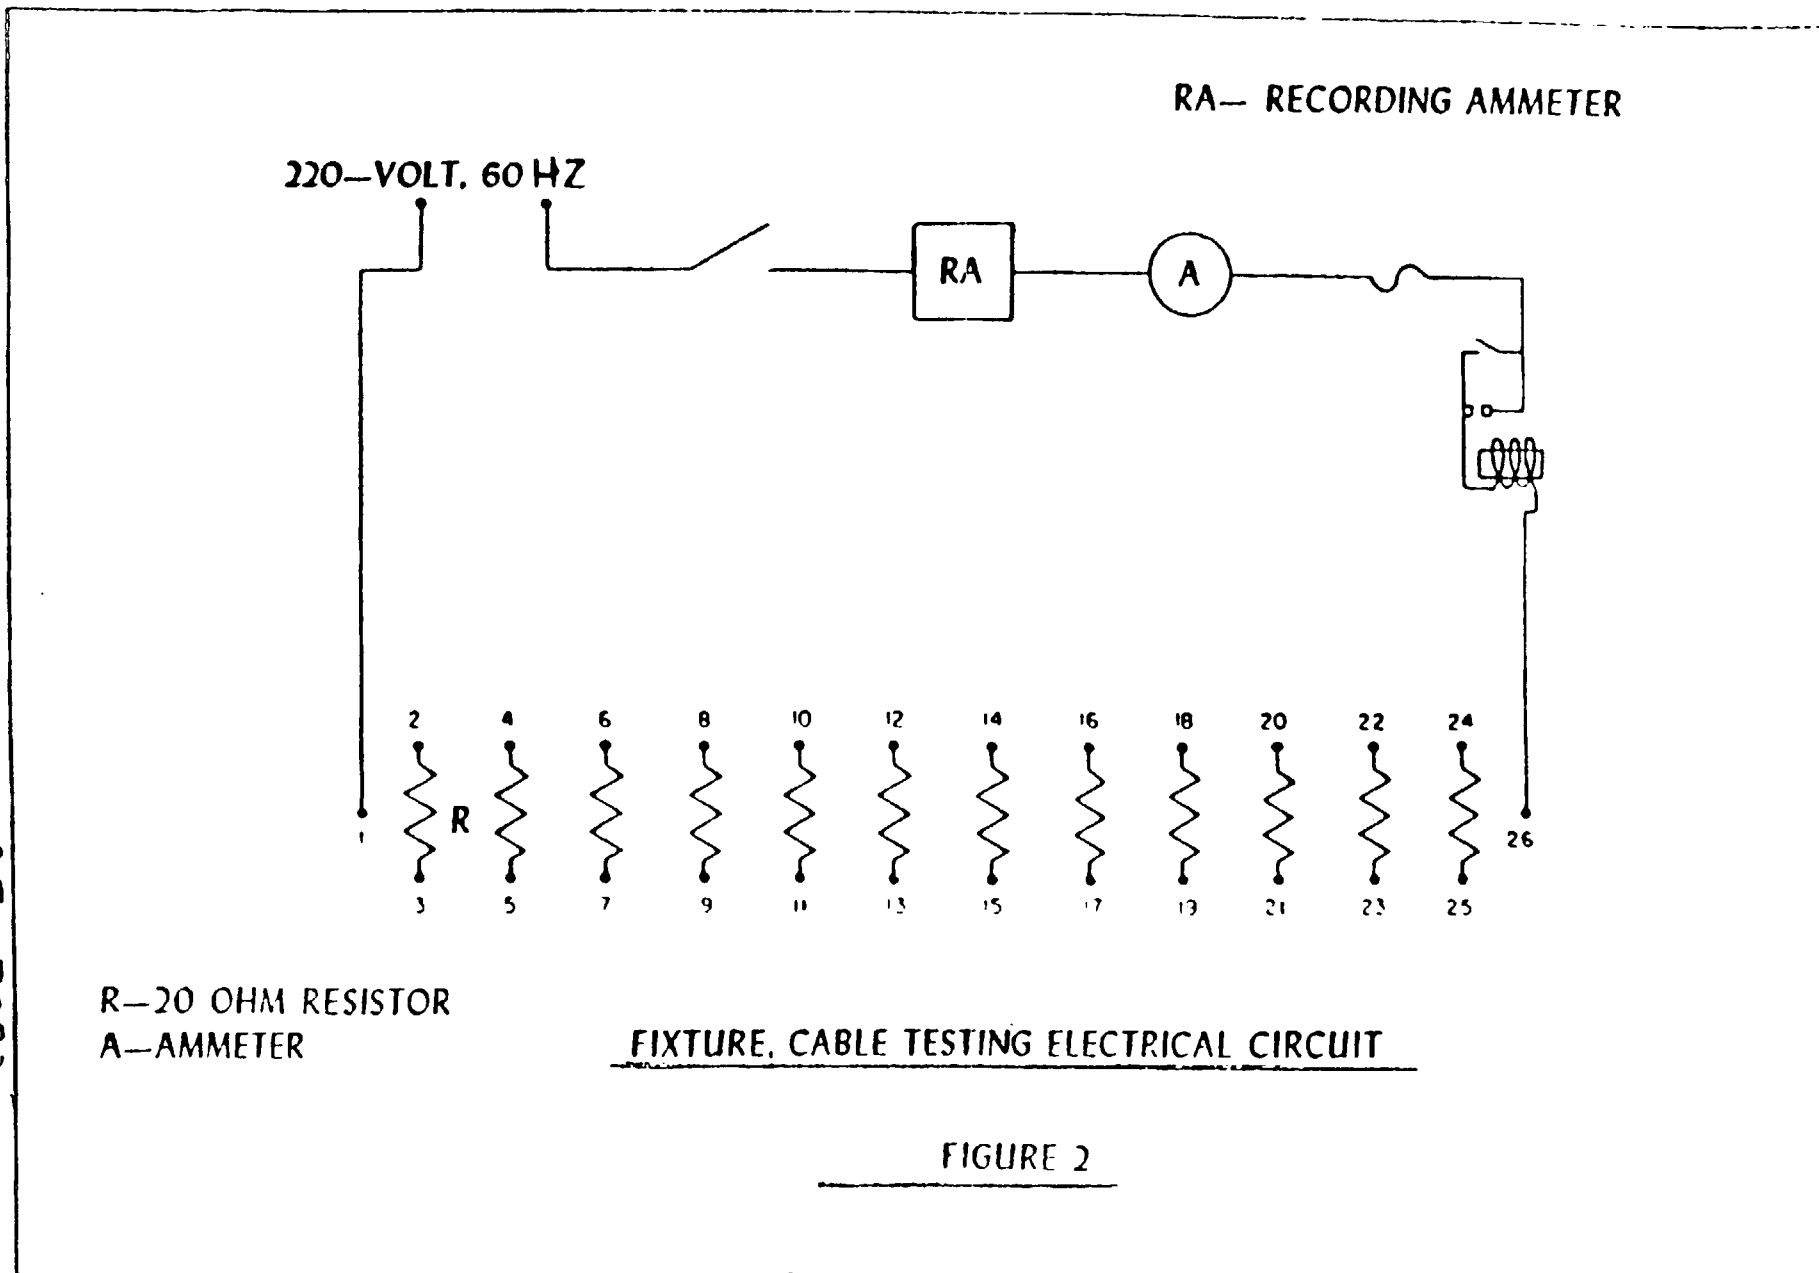 RA— RECORDING AMMETER
220—VOLT. 60 HZ
RA
A
2 4 6 8 10 12 14 16 18 20 22 24
R
1
26
3 5 7 9 11 13 15 17 19 21 23 25
R—20 OHM RESISTOR
A—AMMETER
FIXTURE, CABLE TESTING ELECTRICAL CIRCUIT
FIGURE 2